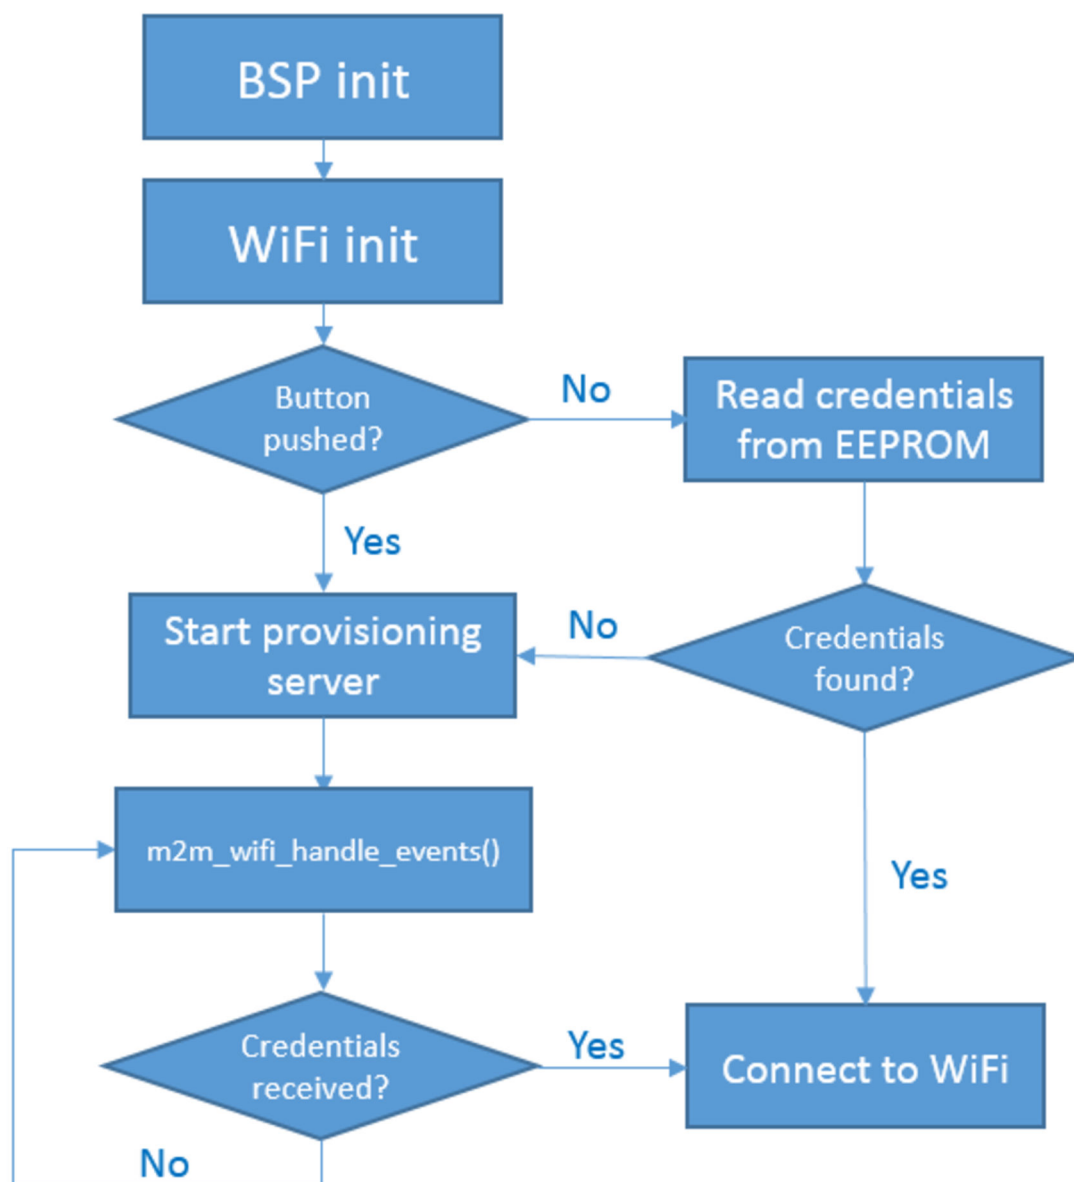 BSP init
WiFi init
Button
pushed?
No
Read credentials
from EEPROM
Yes
Start provisioning
server
No
Credentials
found?
m2m_wifi_handle_events()
Yes
Credentials
received?
Yes
Connect to WiFi
No